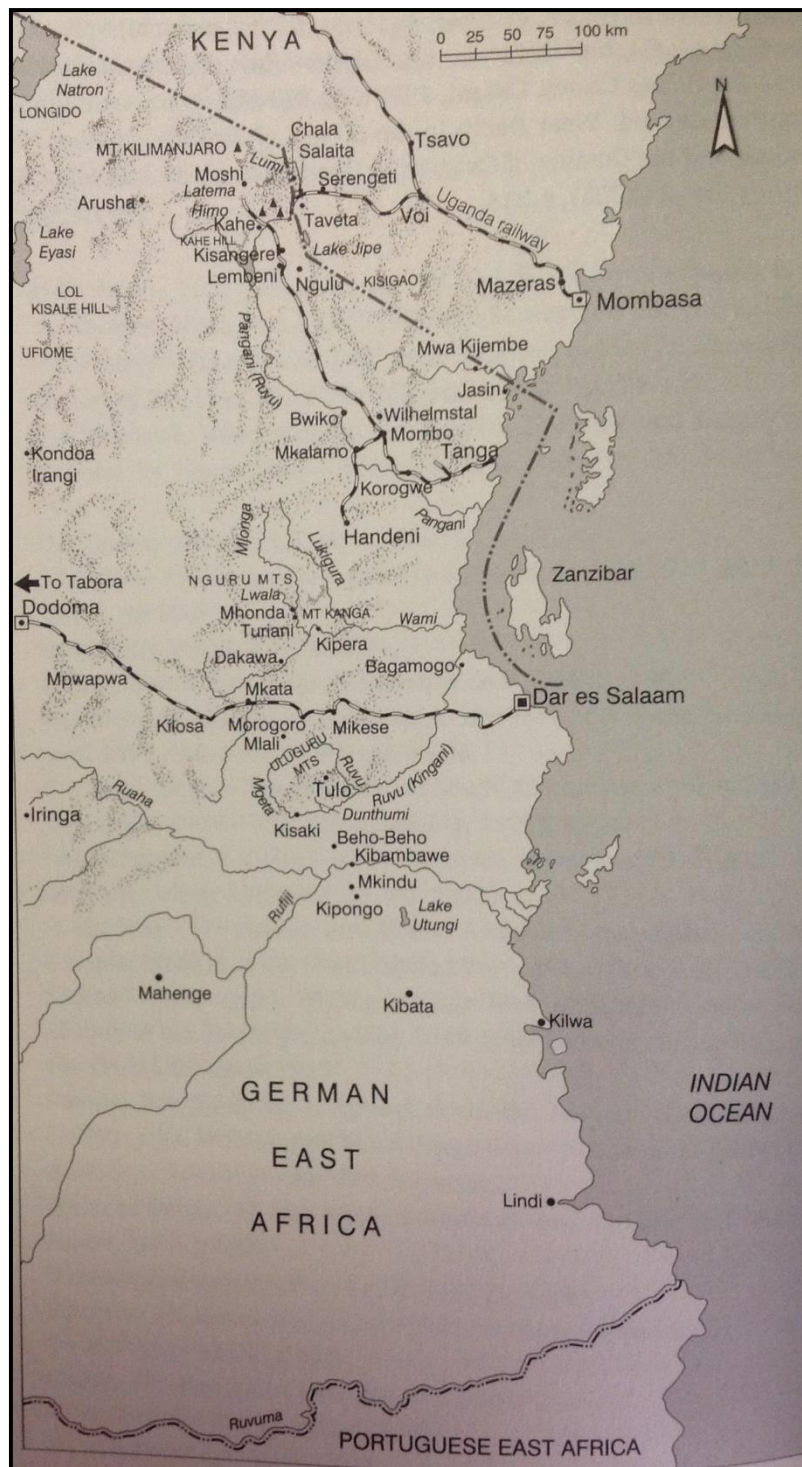 KENYA
0 25 50 75 100 km
N
Lake
Natron
LONGIDO
Chala
MT KILIMANJARO
Lumi
Salaita
Tsavo
Moshi
Serengeti
Latema
Arusha
Himo
Taveta
Voi
Uganda railway
Kahe
KAHE HILL
Lake
Eyasi
Lake Jipe
Kisangere
Lembeni
Ngulu
KISIGAO
Mazeras
Mombasa
LOL
KISALE HILL
UFIOME
Pangani (Ruvu)
Mwa Kijembe
Jasin
Bwiko
Wilhelmstal
Mombo
Mkalamo
Tanga
Kondoa
Irangi
Korogwe
Pangani
Handeni
Mjonga
Lukigura
To Tabora
NGURU MTS
Zanzibar
Lwala
Dodoma
Mhonda
MT KANGA
Wami
Turiani
Kipera
Dakawa
Bagamogo
Mpwapwa
Mkata
Dar es Salaam
Kilosa
Morogoro
Mikese
Mlali
ULUGURU
MTS
Ruvu
Ruvu (Kingani)
Mgeta
Tulo
Ruaha
Iringa
Dunthumi
Kisaki
Beho-Beho
Kibambawe
Mkindu
Kipongo
Rufiji
Lake
Utungi
Mahenge
Kibata
Kilwa
GERMAN
EAST
AFRICA
INDIAN
OCEAN
Lindi
Ruvuma
PORTUGUESE EAST AFRICA